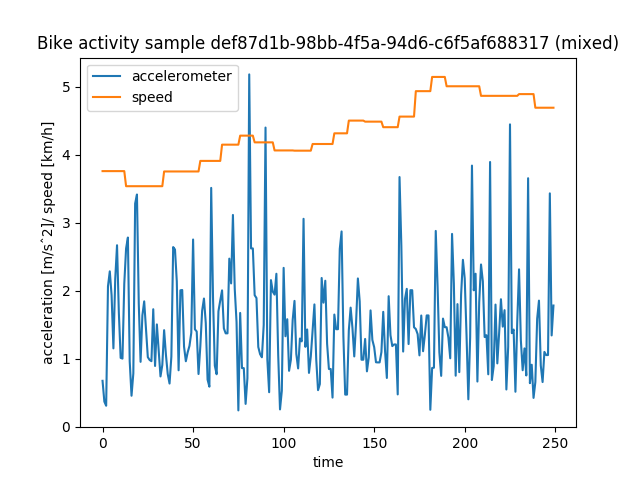 Bike activity sample def87d1b-98bb-4f5a-94d6-c6f5af688317 (mixed)
accelerometer
speed
acceleration [m/s^2]/ speed [km/h]
5
4
3
2
1
0
0 50 100 150 200 250
time